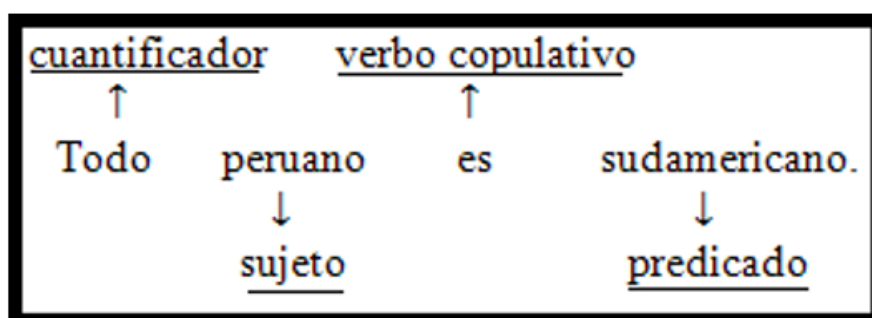 cuantificador verbo copulativo
↑ ↑
Todo peruano es sudamericano.
↓ ↓
sujeto predicado